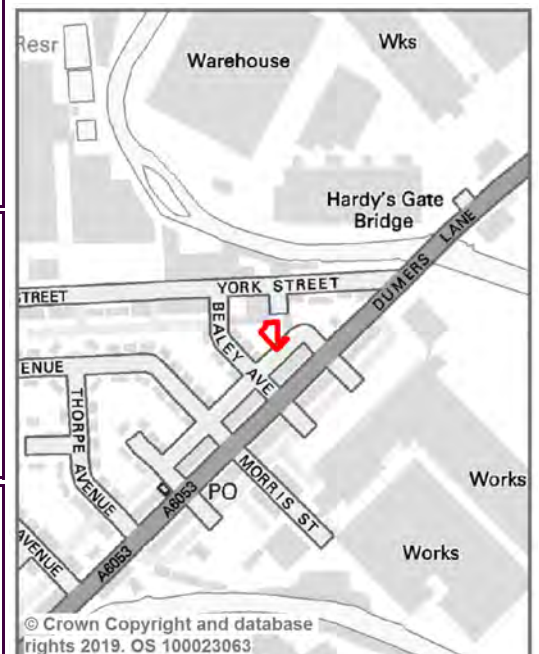 Resr
Warehouse
Wks
Hardy's Gate
Bridge
DUMERS LANE
YORK STREET
TREET
BEALEY AVE
ENUE
THORPE AVENUE
MORRIS ST
A6053
PO
Works
Works
AVENUE
A6053
© Crown Copyright and database
rights 2019. OS 100023063